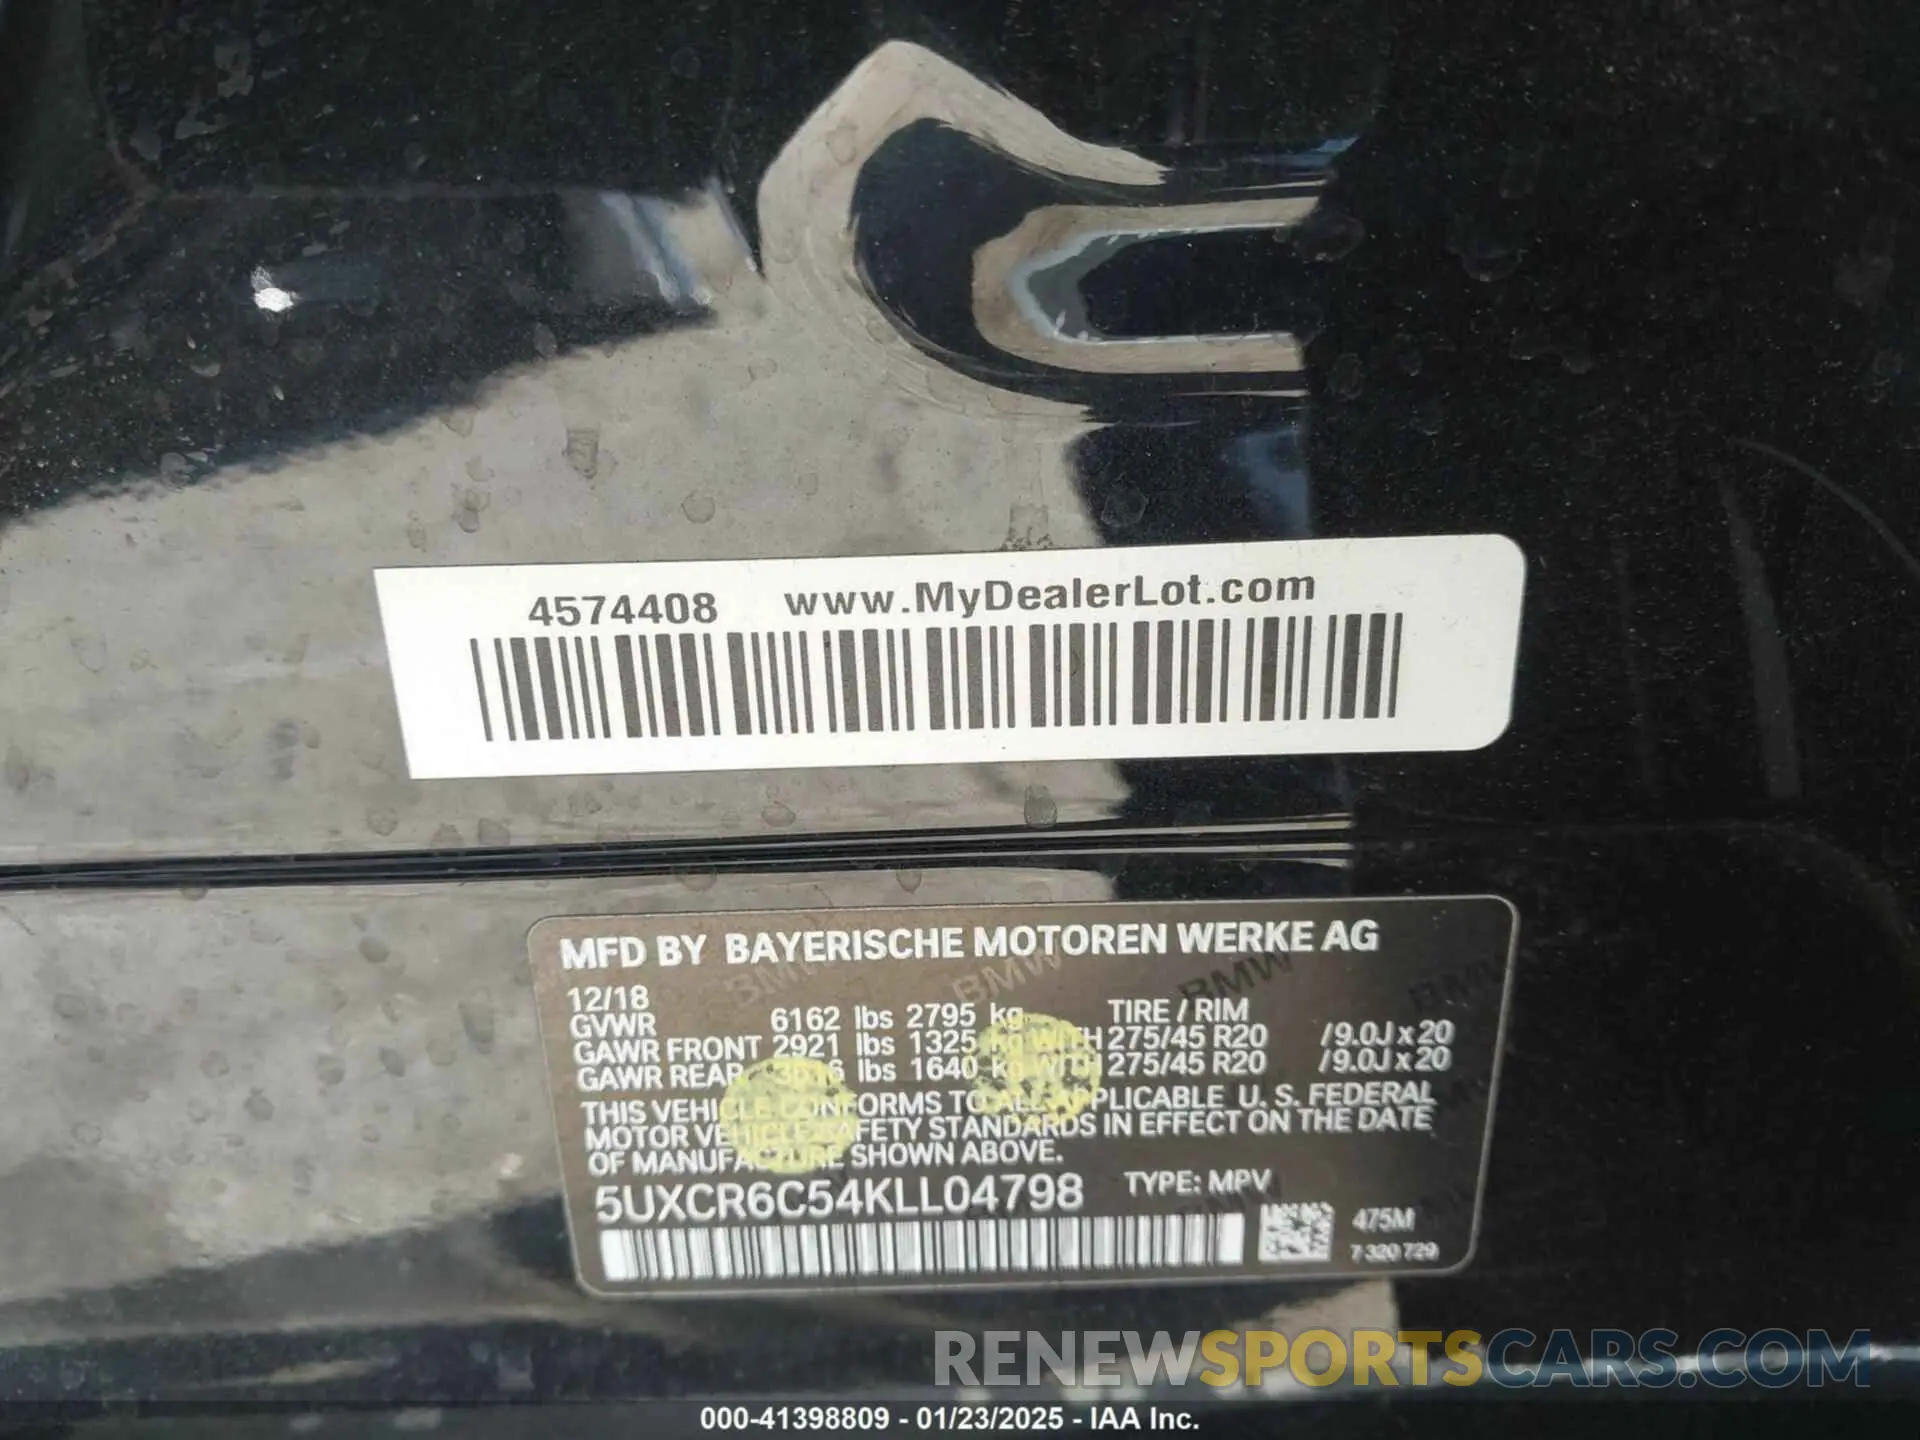 4574408 www.MyDealerLot.com
MFD BY BAYERISCHE MOTOREN WERKE AG
12/18
GVWR 6162 lbs 2795 kg TIRE / RIM
GAWR FRONT 2921 lbs 1325 kg WITH 275/45 R20 /9.0J x 20
GAWR REAR lbs 1640 kg WITH 275/45 R20 /9.0J x 20
THIS VEHICLE CONFORMS TO ALL APPLICABLE U. S. FEDERAL
MOTOR VEHICLE SAFETY STANDARDS IN EFFECT ON THE DATE
OF MANUFACTURE SHOWN ABOVE.
5UXCR6C54KLL04798 TYPE: MPV
475M
7 320 729
BMW BMW BMW BMW
RENEWSPORTSCARS.COM
000-41398809 - 01/23/2025 - IAA Inc.